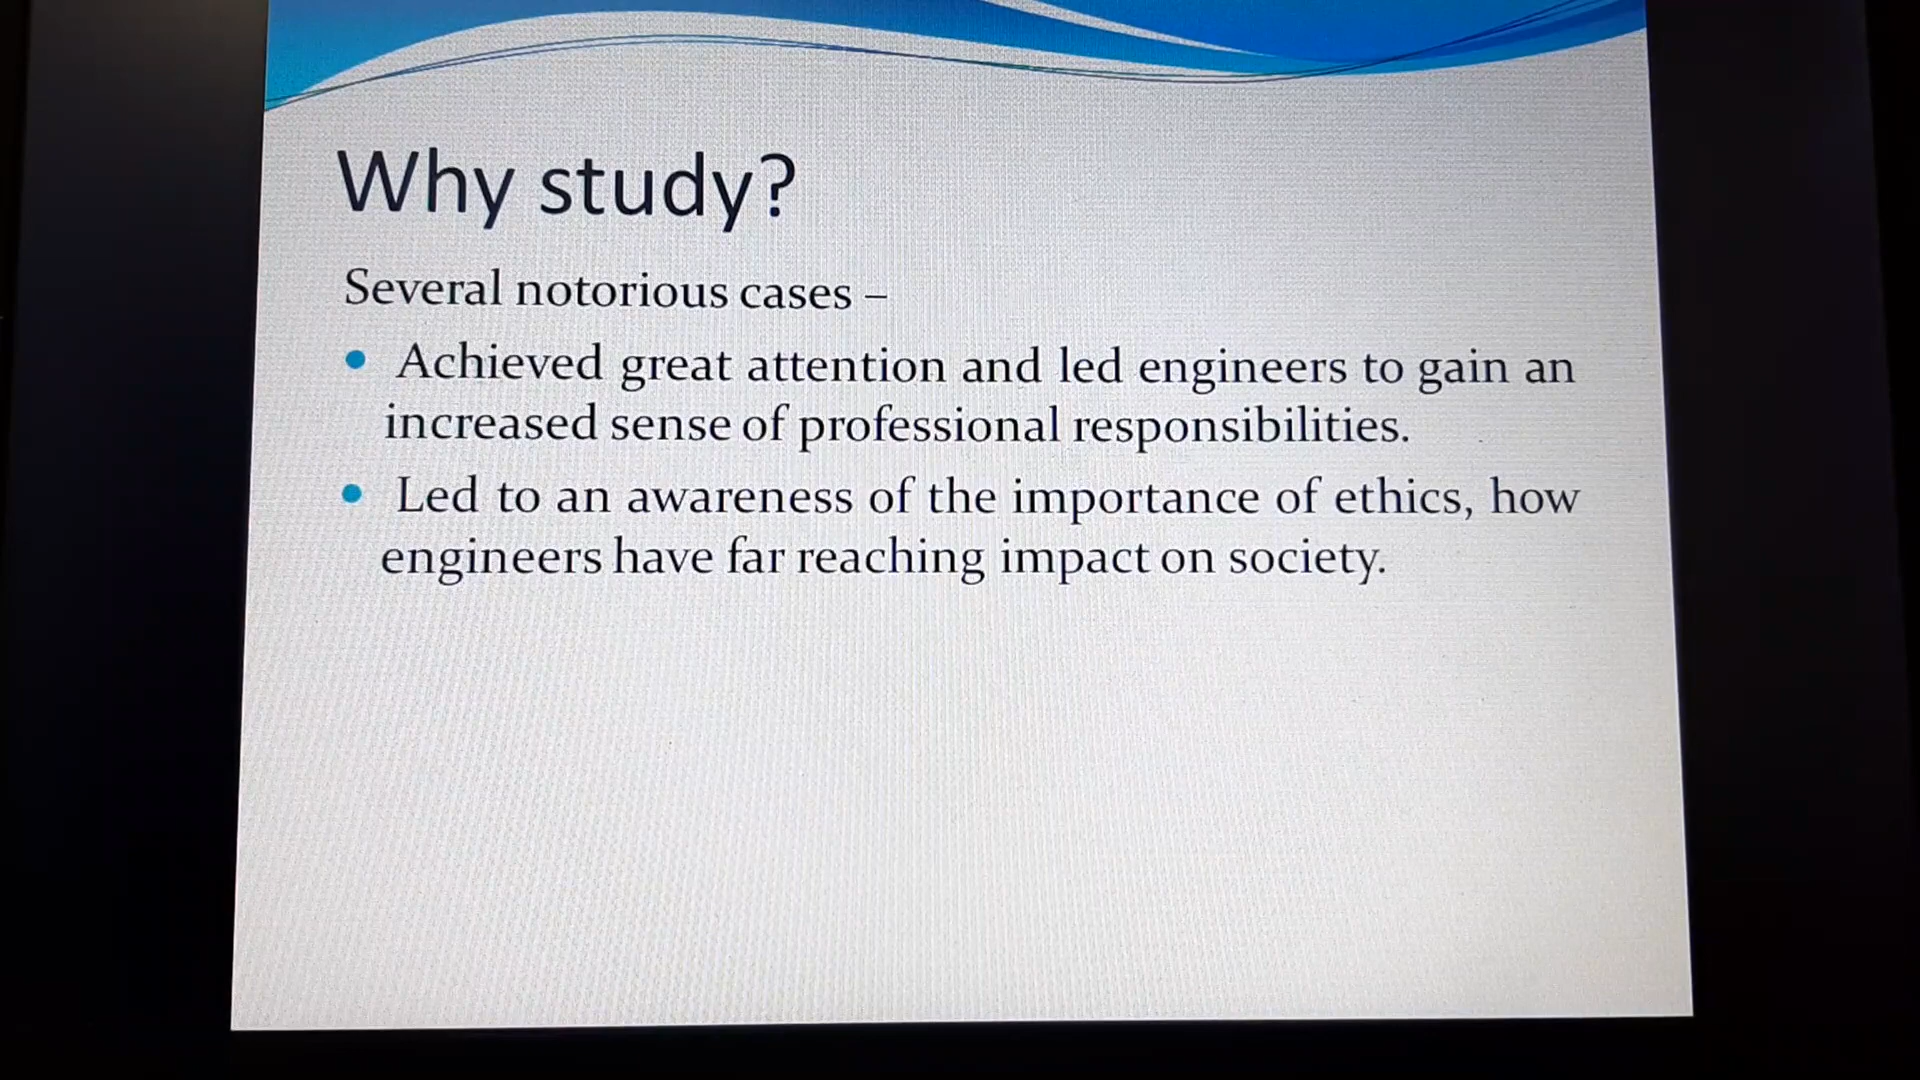 Why study?
Several notorious cases –
• Achieved great attention and led engineers to gain an
increased sense of professional responsibilities.
• Led to an awareness of the importance of ethics, how
engineers have far reaching impact on society.